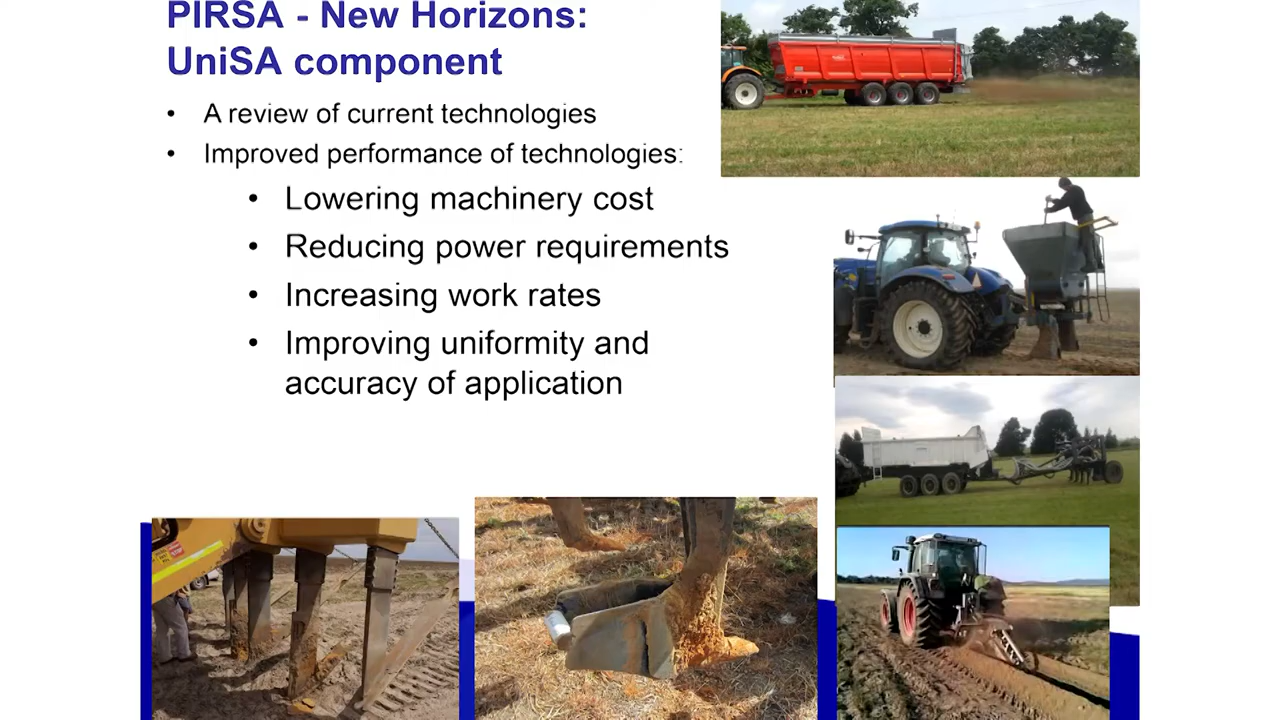 PIRSA - New Horizons:
UniSA component
• A review of current technologies
• Improved performance of technologies:
• Lowering machinery cost
• Reducing power requirements
• Increasing work rates
• Improving uniformity and
accuracy of application